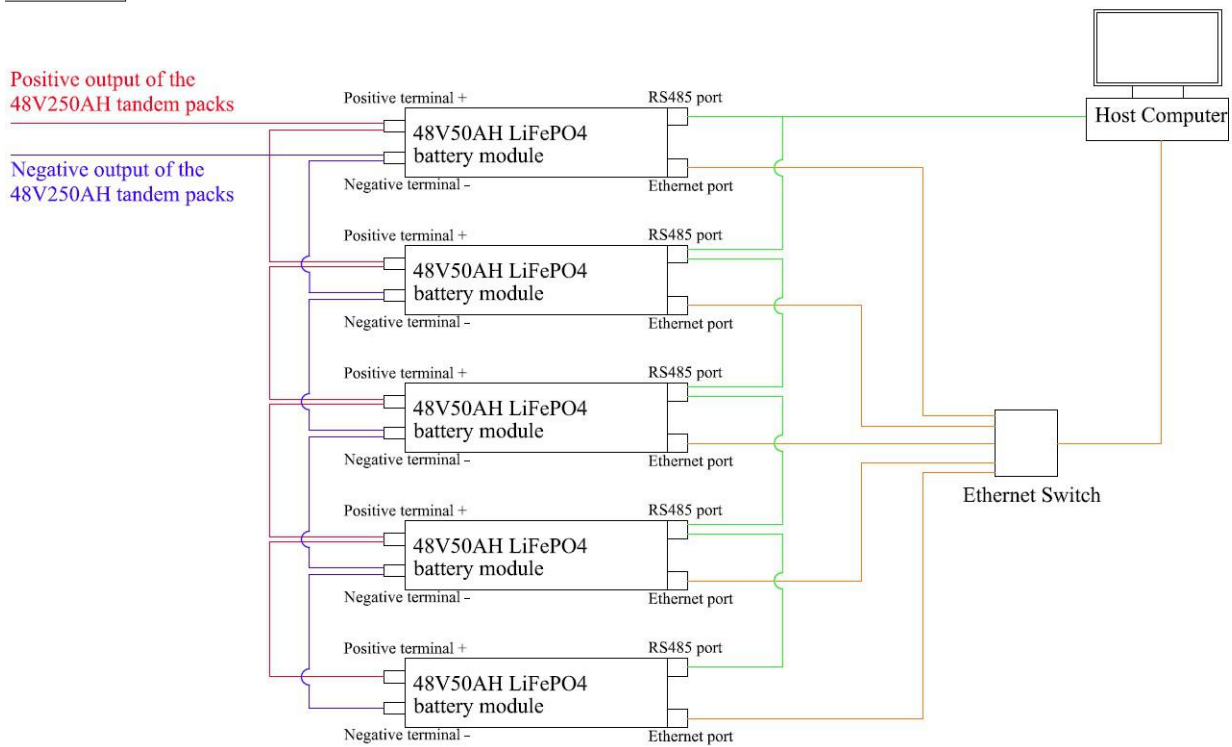 Positive output of the
48V250AH tandem packs
Negative output of the
48V250AH tandem packs
Positive terminal +
RS485 port
48V50AH LiFePO4
battery module
Negative terminal -
Ethernet port
Positive terminal +
RS485 port
48V50AH LiFePO4
battery module
Negative terminal -
Ethernet port
Positive terminal +
RS485 port
48V50AH LiFePO4
battery module
Negative terminal -
Ethernet port
Positive terminal +
RS485 port
48V50AH LiFePO4
battery module
Negative terminal -
Ethernet port
Positive terminal +
RS485 port
48V50AH LiFePO4
battery module
Negative terminal -
Ethernet port
Host Computer
Ethernet Switch